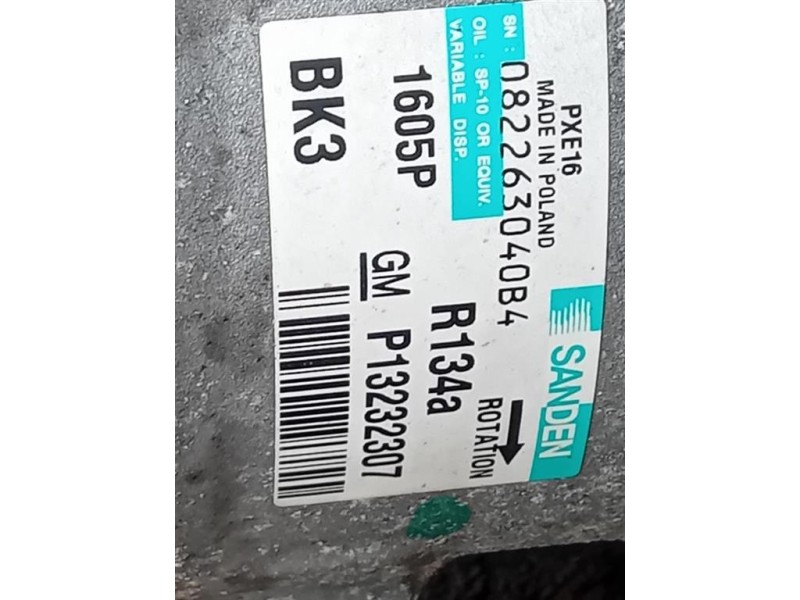 PXE16
MADE IN POLAND
SANDEN
SN : 0822263040B4
OIL : SP-10 OR EQUIV.
VARIABLE DISP.
ROTATION
1605P R134a
GM P13232307
BK3